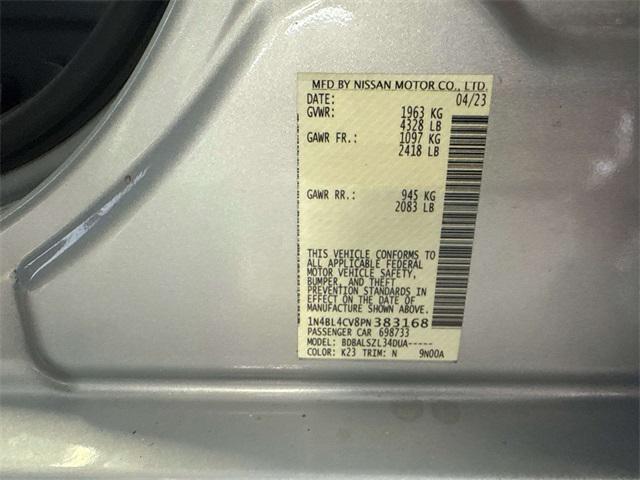 MFD BY NISSAN MOTOR CO., LTD.
DATE: 04/23
GVWR: 1963 KG
4328 LB
GAWR FR.: 1097 KG
2418 LB
GAWR RR.: 945 KG
2083 LB
THIS VEHICLE CONFORMS TO
ALL APPLICABLE FEDERAL
MOTOR VEHICLE SAFETY,
BUMPER, AND THEFT
PREVENTION STANDARDS IN
EFFECT ON THE DATE OF
MANUFACTURE SHOWN ABOVE.
1N4BL4CV8PN383168
PASSENGER CAR 698733
MODEL: BDBALSZL34DUA-----
COLOR: K23 TRIM: N 9N00A